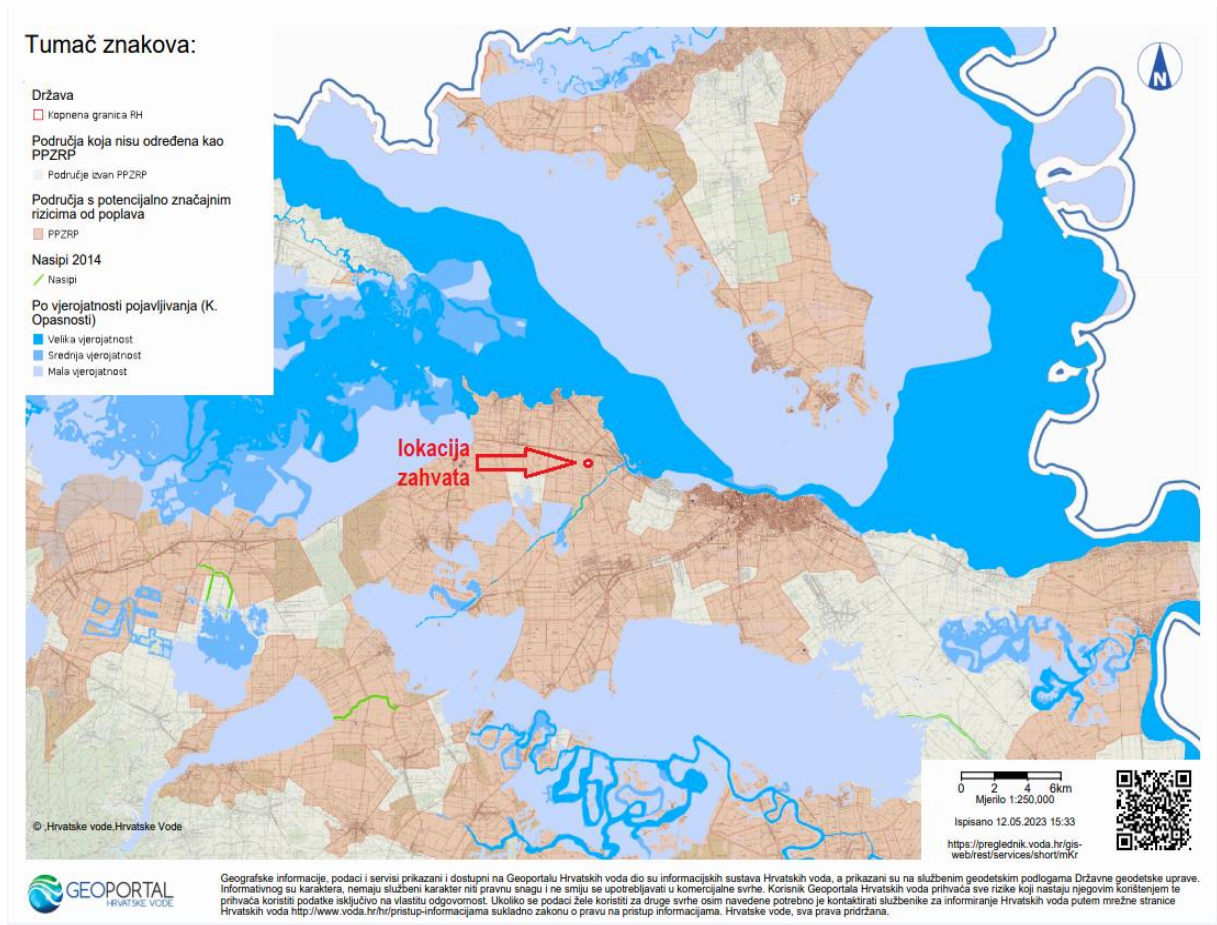 Tumač znakova:
Država
Kopnena granica RH
Područja koja nisu određena kao
PPZRP
Područje izvan PPZRP
Područja s potencijalno značajnim
rizicima od poplava
PPZRP
Nasipi 2014
Nasipi
Po vjerojatnosti pojavljivanja (K.
Opasnosti)
Velika vjerojatnost
Srednja vjerojatnost
Mala vjerojatnost
N
lokacija
zahvata
© ,Hrvatske vode,Hrvatske Vode
0 2 4 6km
Mjerilo 1:250,000
Ispisano 12.05.2023 15:33
https://preglednik.voda.hr/gis-
web/rest/services/short/mKr
GEOPORTAL
HRVATSKE VODE
Geografske informacije, podaci i servisi prikazani i dostupni na Geoportalu Hrvatskih voda dio su informacijskih sustava Hrvatskih voda, a prikazani su na službenim geodetskim podlogama Državne geodetske uprave.
Informativnog su karaktera, nemaju službeni karakter niti pravnu snagu i ne smiju se upotrebljavati u komercijalne svrhe. Korisnik Geoportala Hrvatskih voda prihvaća sve rizike koji nastaju njegovim korištenjem te
prihvaća koristiti podatke isključivo na vlastitu odgovornost. Ukoliko se podaci žele koristiti za druge svrhe osim navedene potrebno je kontaktirati službenike za informiranje Hrvatskih voda putem mrežne stranice
Hrvatskih voda http://www.voda.hr/hr/pristup-informacijama sukladno zakonu o pravu na pristup informacijama. Hrvatske vode, sva prava pridržana.